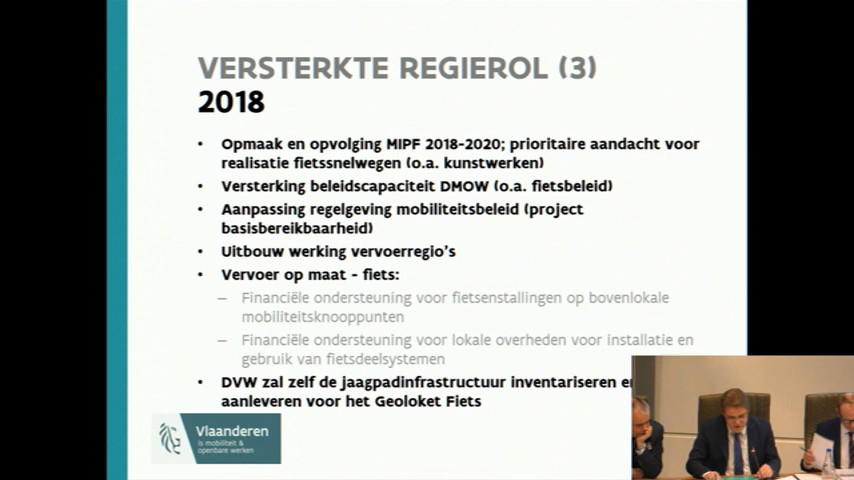 VERSTERKTE REGIEROL (3)
2018
• Opmaak en opvolging MIPF 2018-2020; prioritaire aandacht voor
realisatie fietssnelwegen (o.a. kunstwerken)
• Versterking beleidscapaciteit DMOW (o.a. fietsbeleid)
• Aanpassing regelgeving mobiliteitsbeleid (project
basisbereikbaarheid)
• Uitbouw werking vervoerregio's
• Vervoer op maat - fiets:
– Financiële ondersteuning voor fietsenstallingen op bovenlokale
mobiliteitsknooppunten
– Financiële ondersteuning voor lokale overheden voor installatie en
gebruik van fietsdeelsystemen
• DVW zal zelf de jaagpadinfrastructuur inventariseren
aanleveren voor het Geoloket Fiets
Vlaanderen
is mobiliteit &
openbare werken